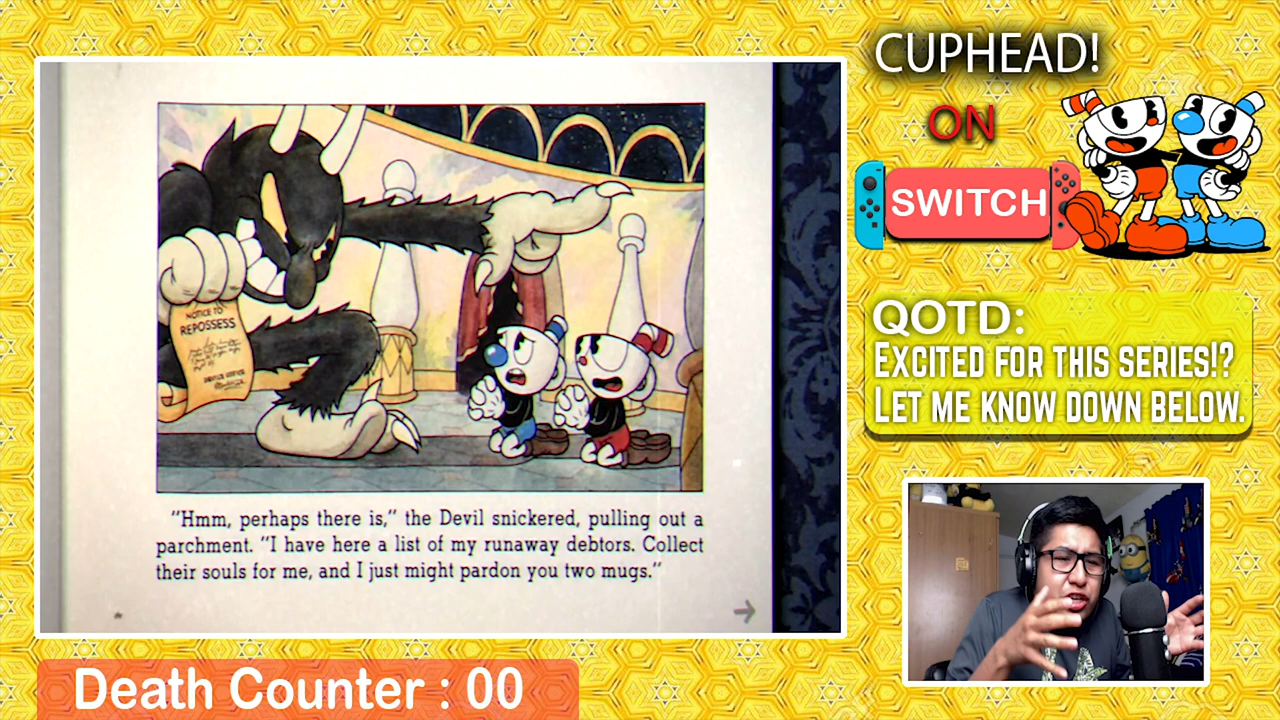 CUPHEAD!
ON
SWITCH
QOTD:
EXCITED FOR THIS SERIES!?
LET ME KNOW DOWN BELOW.
NOTICE TO
REPOSSESS
“Hmm, perhaps there is,” the Devil snickered, pulling out a
parchment. “I have here a list of my runaway debtors. Collect
their souls for me, and I just might pardon you two mugs.”
Death Counter : 00